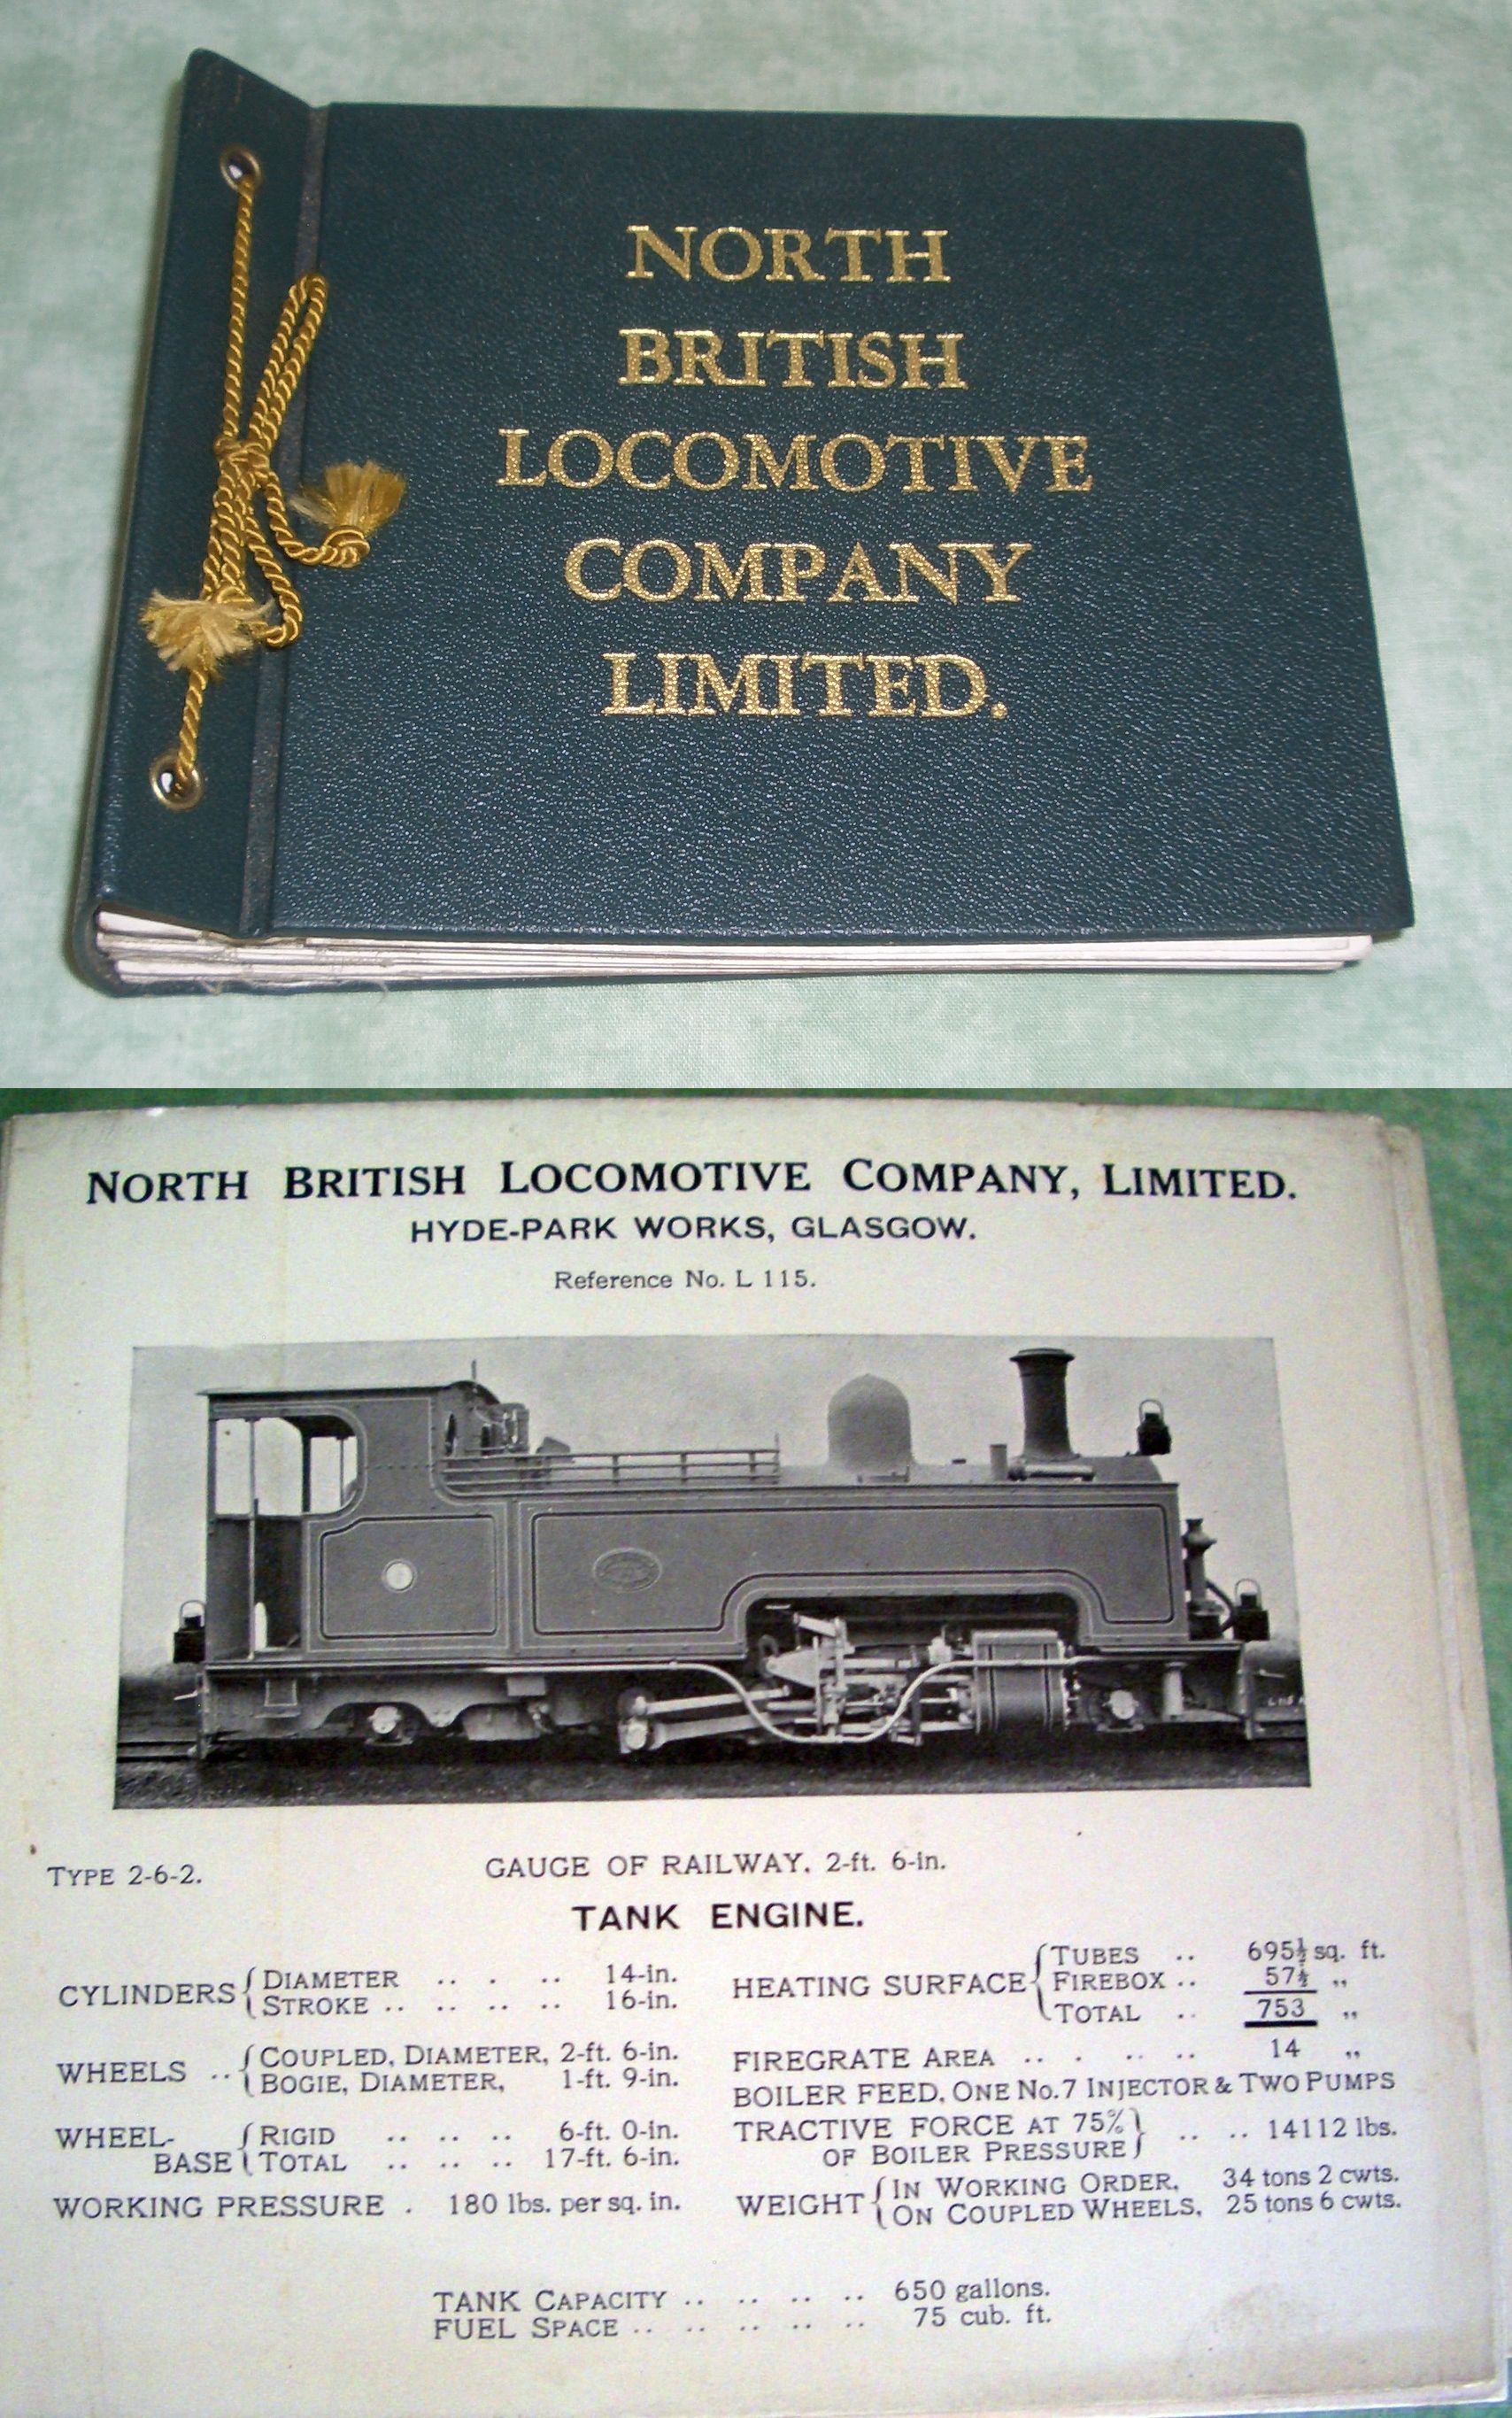 NORTH
BRITISH
LOCOMOTIVE
COMPANY
LIMITED.
NORTH BRITISH LOCOMOTIVE COMPANY, LIMITED.
HYDE-PARK WORKS, GLASGOW.
Reference No. L 115.
TYPE 2-6-2. GAUGE OF RAILWAY. 2-ft. 6-in.
TANK ENGINE.
CYLINDERS { DIAMETER .. . .. 14-in.
STROKE .. .. .. .. 16-in.
WHEELS .. { COUPLED, DIAMETER, 2-ft. 6-in.
BOGIE, DIAMETER, 1-ft. 9-in.
WHEEL-BASE { RIGID .. .. .. 6-ft. 0-in.
TOTAL .. .. .. 17-ft. 6-in.
WORKING PRESSURE . 180 lbs. per sq. in.
HEATING SURFACE { TUBES .. 695½ sq. ft.
FIREBOX .. 57½ „
TOTAL .. 753 „
FIREGRATE AREA .. . .. .. 14 „
BOILER FEED. ONE No. 7 INJECTOR & TWO PUMPS
TRACTIVE FORCE AT 75%
OF BOILER PRESSURE } .. .. 14112 lbs.
WEIGHT { IN WORKING ORDER, 34 tons 2 cwts.
ON COUPLED WHEELS, 25 tons 6 cwts.
TANK CAPACITY .. .. .. .. 650 gallons.
FUEL SPACE .. .. .. .. .. 75 cub. ft.